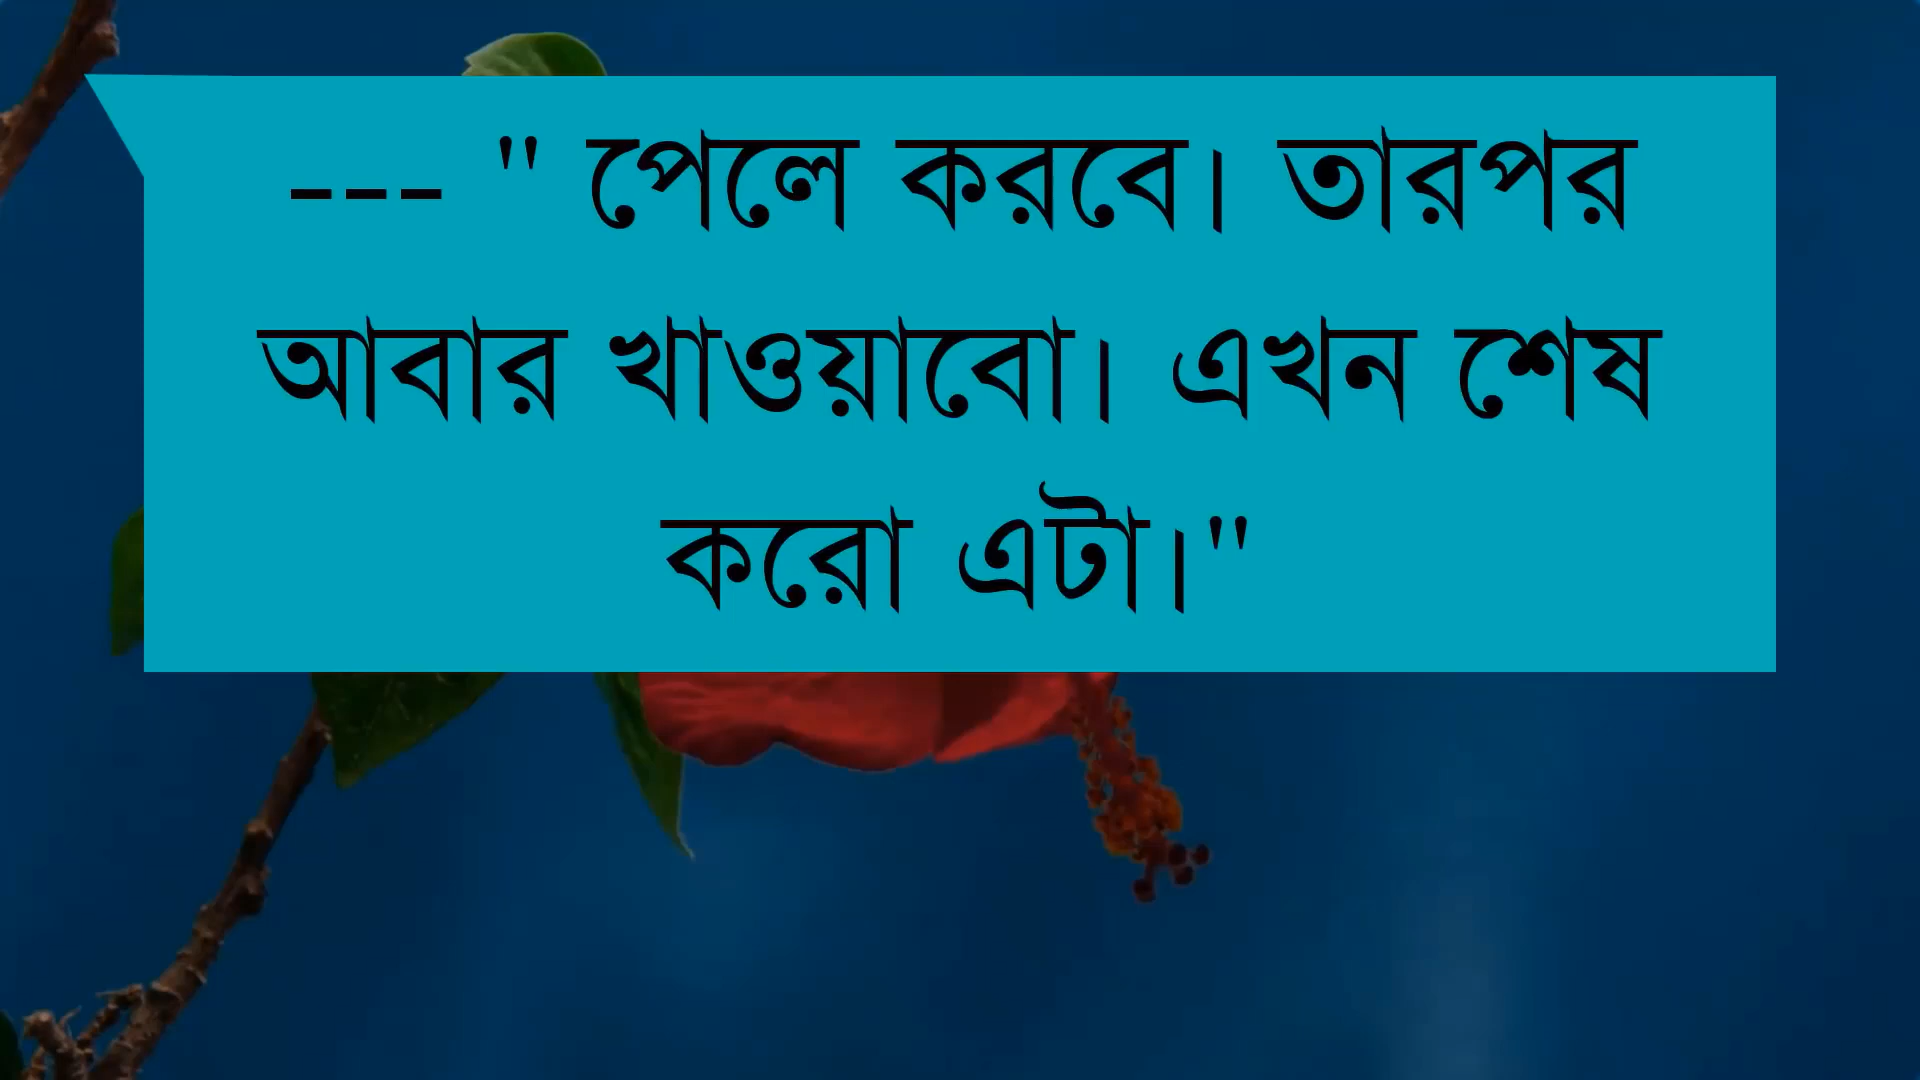 --- " পেলে করবে। তারপর
আবার খাওয়াবো। এখন শেষ
করো এটা।"